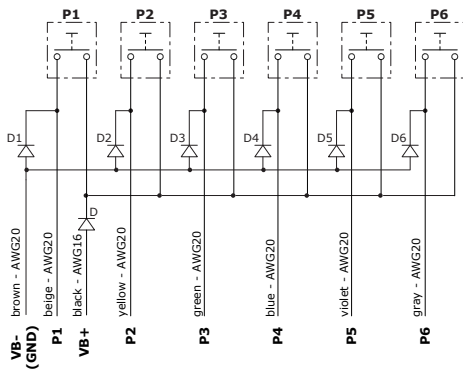 P1 P2 P3 P4 P5 P6
D1 D2 D3 D4 D5 D6
D
brown - AWG20
beige - AWG20
black - AWG16
yellow - AWG20
green - AWG20
blue - AWG20
violet - AWG20
gray - AWG20
VB-
(GND)
P1
VB+
P2
P3
P4
P5
P6